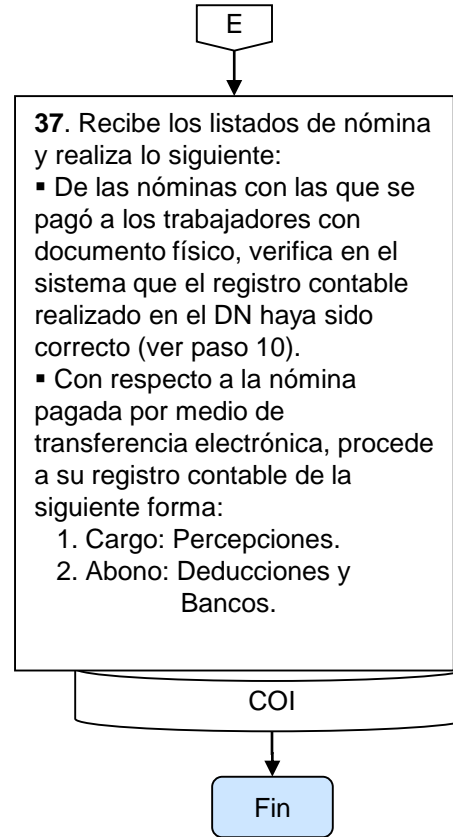 E
37. Recibe los listados de nómina
y realiza lo siguiente:
▪ De las nóminas con las que se
pagó a los trabajadores con
documento físico, verifica en el
sistema que el registro contable
realizado en el DN haya sido
correcto (ver paso 10).
▪ Con respecto a la nómina
pagada por medio de
transferencia electrónica, procede
a su registro contable de la
siguiente forma:
1. Cargo: Percepciones.
2. Abono: Deducciones y
Bancos.
COI
Fin